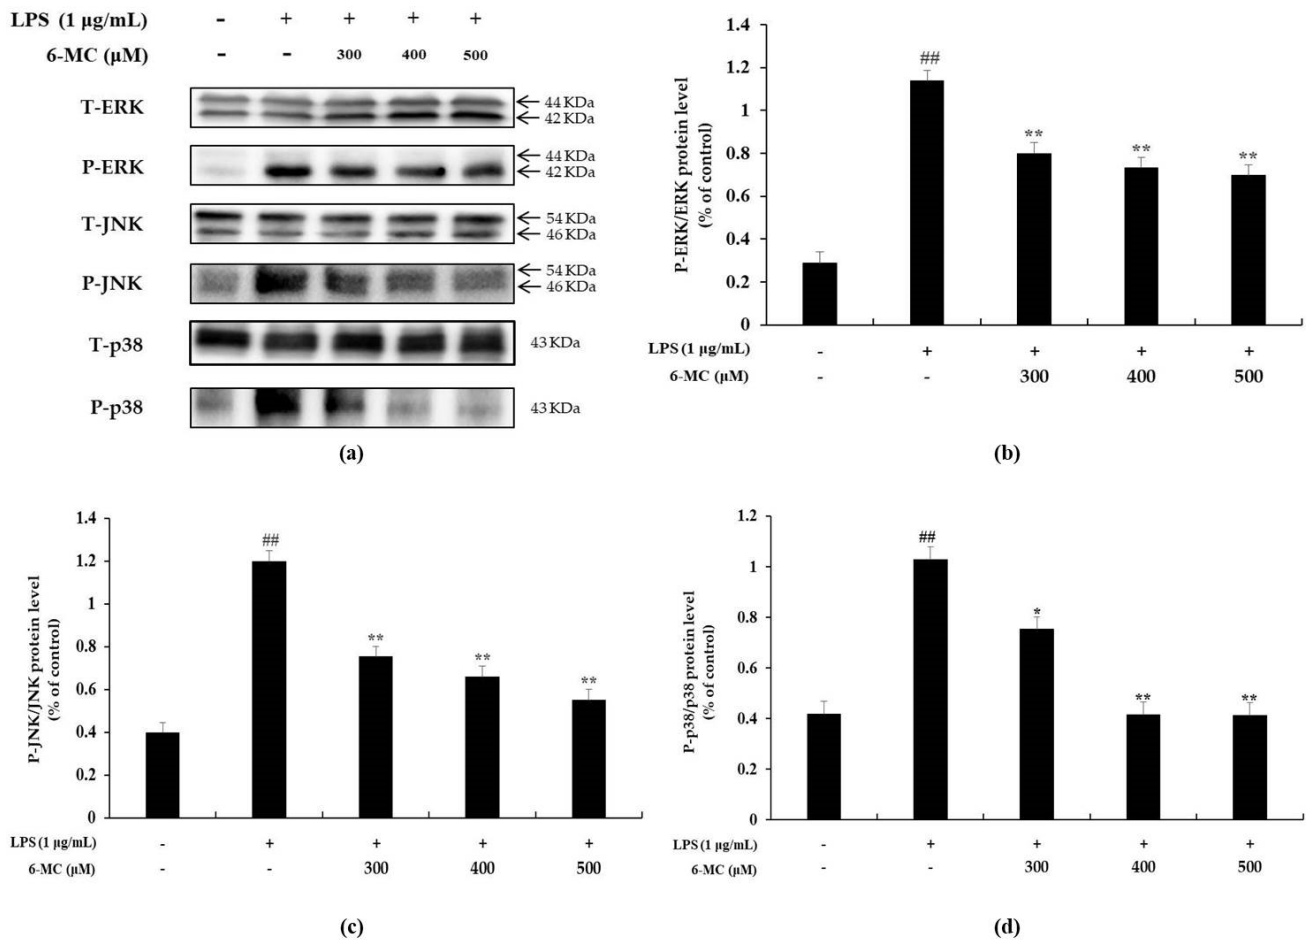 LPS (1 µg/mL) - + + + +
6-MC (µM) - - 300 400 500
T-ERK 44 KDa
42 KDa
P-ERK 44 KDa
42 KDa
T-JNK 54 KDa
46 KDa
P-JNK 54 KDa
46 KDa
T-p38 43 KDa
P-p38 43 KDa
(a)
P-ERK/ERK protein level
(% of control)
1.4
1.2
1
0.8
0.6
0.4
0.2
0
##
**
**
**
LPS (1 µg/mL) - + + + +
6-MC (µM) - - 300 400 500
(b)
P-JNK/JNK protein level
(% of control)
1.4
1.2
1
0.8
0.6
0.4
0.2
0
##
**
**
**
LPS (1 µg/mL) - + + + +
6-MC (µM) - - 300 400 500
(c)
P-p38/p38 protein level
(% of control)
1.2
1
0.8
0.6
0.4
0.2
0
##
*
**
**
LPS (1 µg/mL) - + + + +
6-MC (µM) - - 300 400 500
(d)